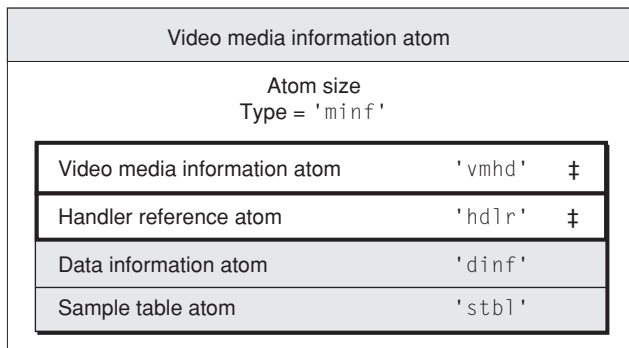 Video media information atom
Atom size
Type = 'minf'
Video media information atom 'vmhd' ‡
Handler reference atom 'hdlr' ‡
Data information atom 'dinf'
Sample table atom 'stbl'